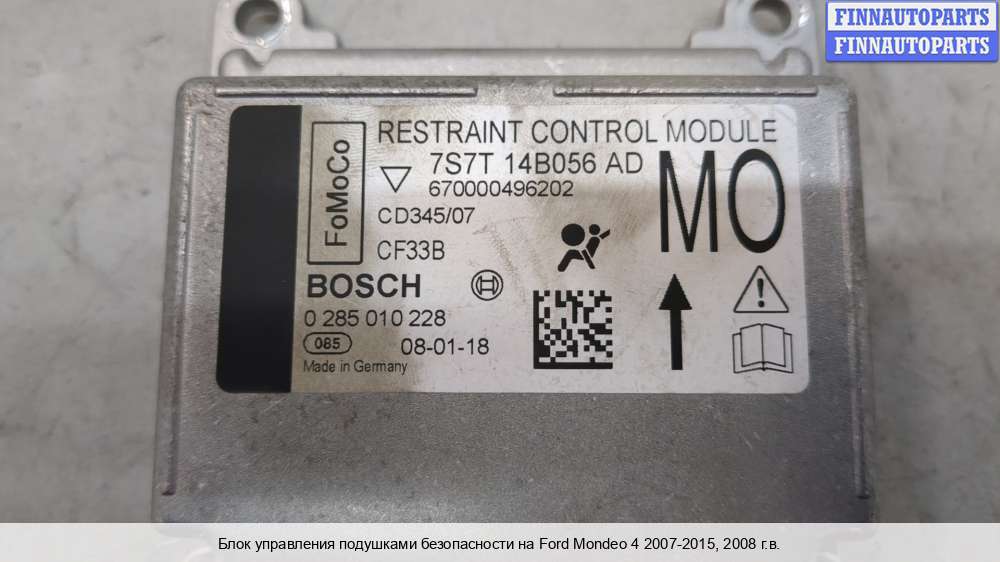 FINNAUTOPARTS
FINNAUTOPARTS
FoMoCo
RESTRAINT CONTROL MODULE
7S7T 14B056 AD
670000496202
MO
CD345/07
CF33B
BOSCH
0 285 010 228
085
08-01-18
Made in Germany
Блок управления подушками безопасности на Ford Mondeo 4 2007-2015, 2008 г.в.